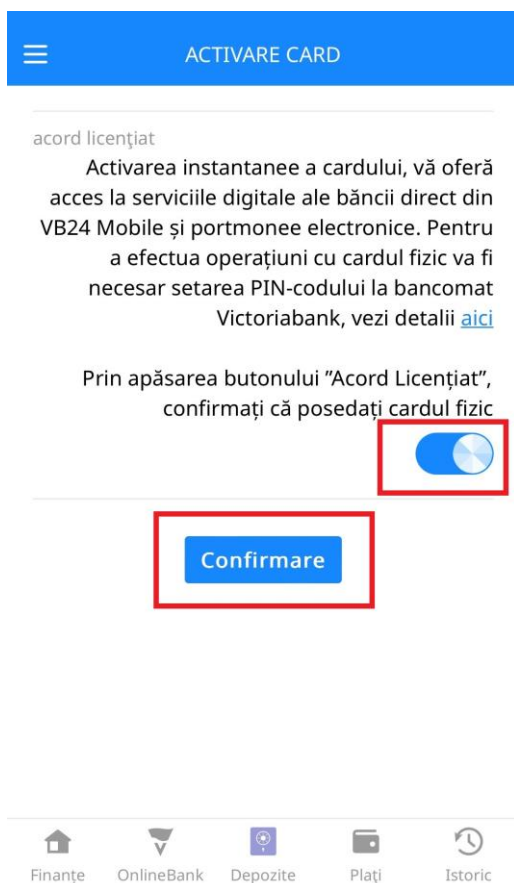 ACTIVARE CARD
acord licenţiat
Activarea instantanee a cardului, vă oferă
acces la serviciile digitale ale băncii direct din
VB24 Mobile și portmonee electronice. Pentru
a efectua operațiuni cu cardul fizic va fi
necesar setarea PIN-codului la bancomat
Victoriabank, vezi detalii aici
Prin apăsarea butonului ”Acord Licențiat”,
confirmați că posedați cardul fizic
Confirmare
Finanțe OnlineBank Depozite Plaţi Istoric